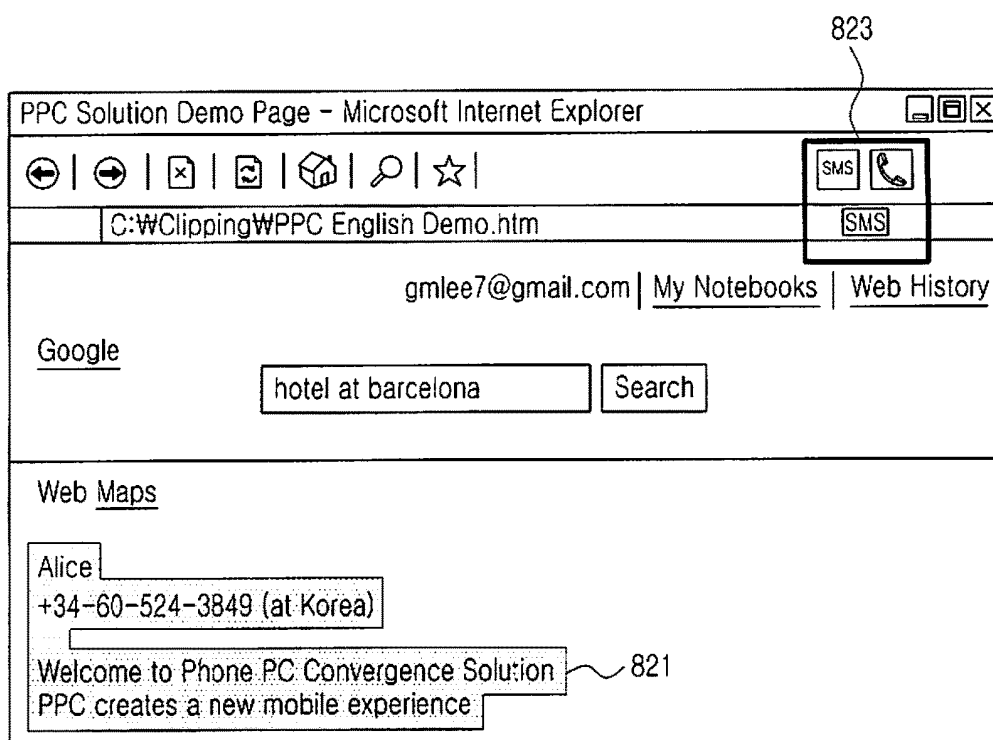 823
PPC Solution Demo Page - Microsoft Internet Explorer
SMS
C:₩Clipping₩PPC English Demo.htm SMS
gmlee7@gmail.com | My Notebooks | Web History
Google
hotel at barcelona Search
Web Maps
Alice
+34-60-524-3849 (at Korea)
Welcome to Phone PC Convergence Solution 821
PPC creates a new mobile experience